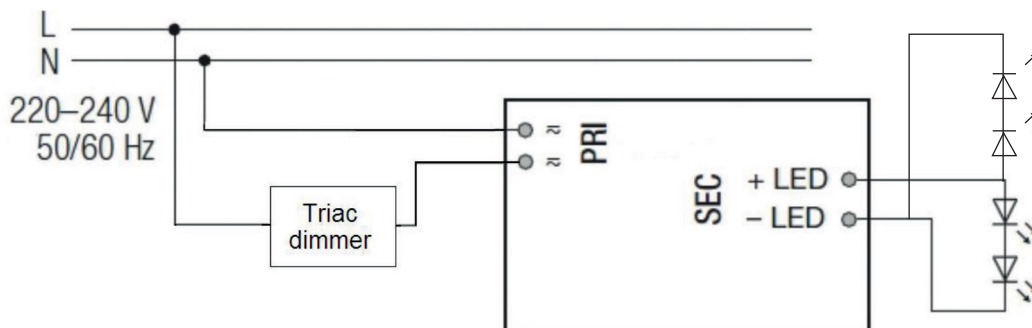 L
N
220–240 V
50/60 Hz
Triac
dimmer
≂ PRI
≂
SEC
+ LED
− LED